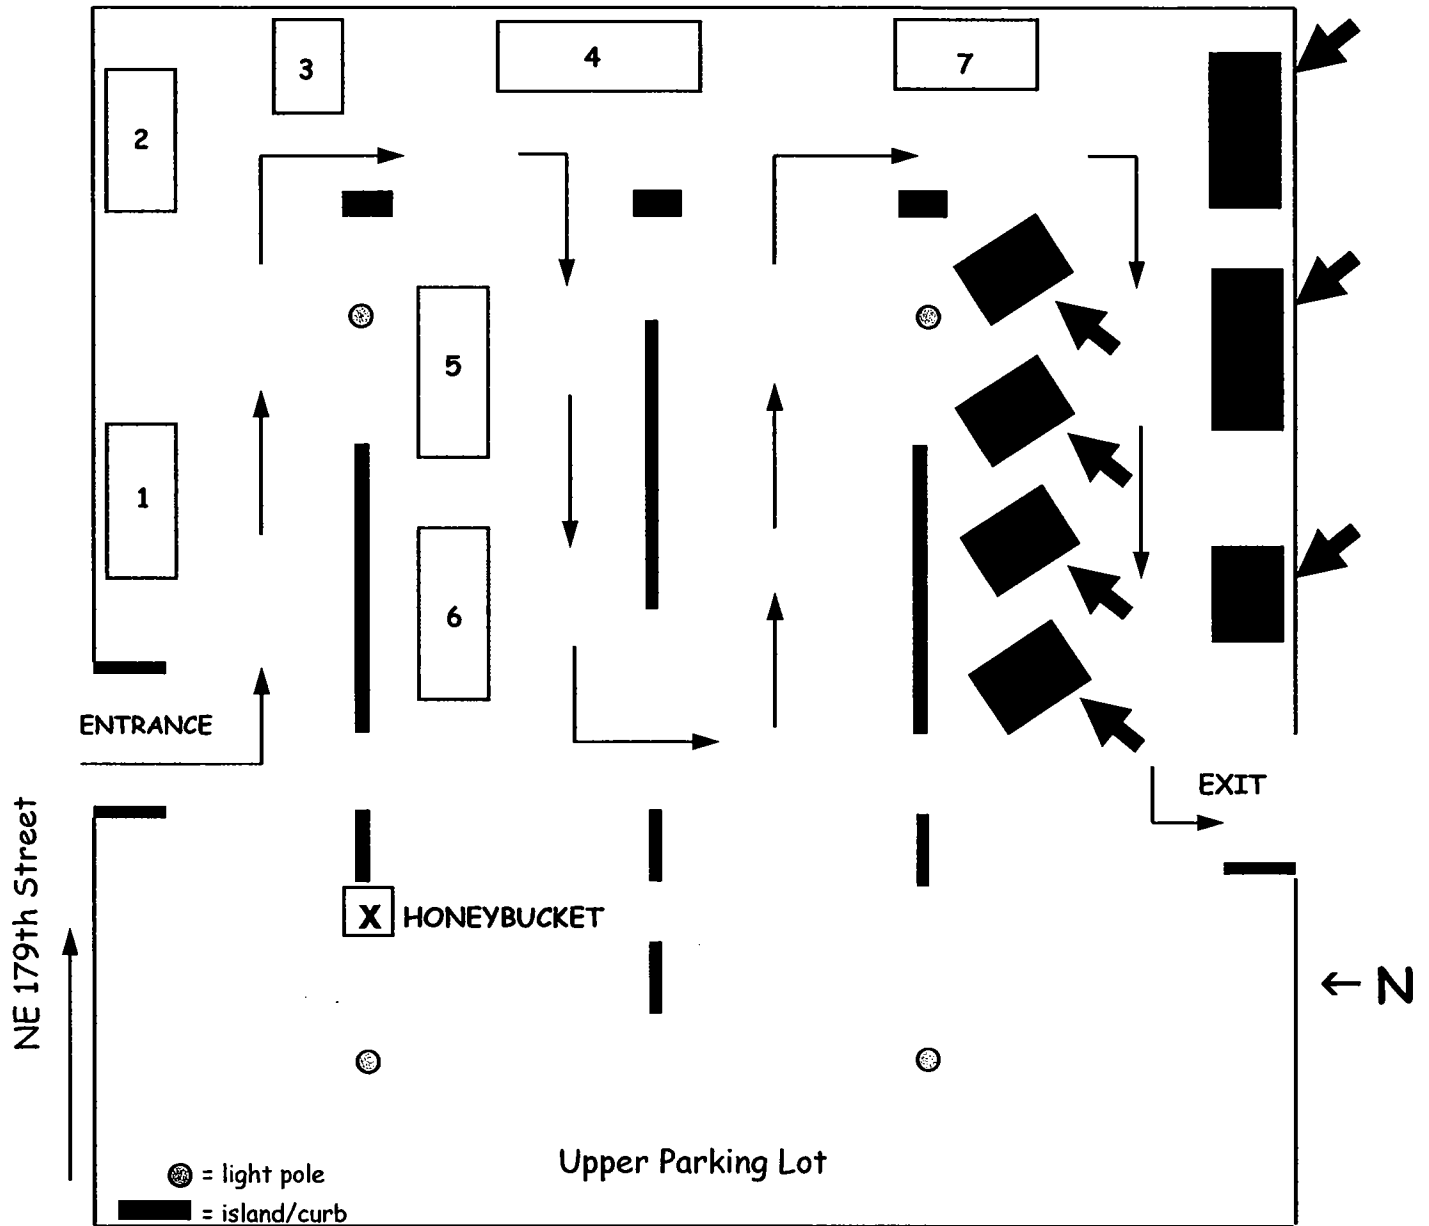 3
4
7
2
5
1
6
ENTRANCE
EXIT
NE 179th Street
X HONEYBUCKET
← N
Upper Parking Lot
= light pole
= island/curb